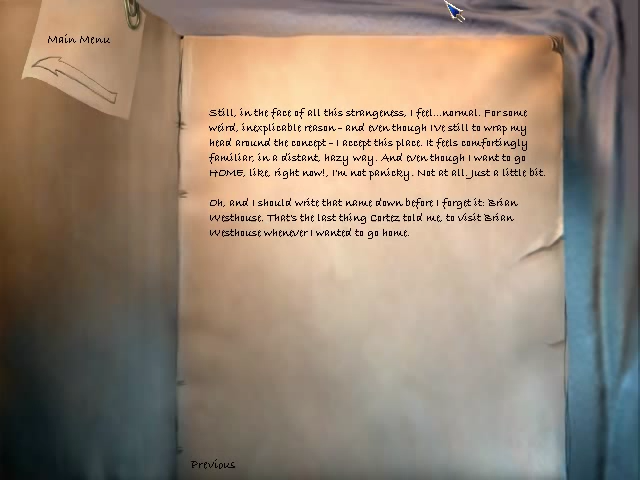 Main Menu
Still, in the face of all this strangeness, I feel...normal. For some
weird, inexplicable reason - and even though I've still to wrap my
head around the concept - I accept this place. It feels comfortingly
familiar, in a distant, hazy way. And even though I want to go
HOME, like, right now!, I'm not panicky. Not at all. Just a little bit.
Oh, and I should write that name down before I forget it: Brian
Westhouse. That's the last thing Cortez told me, to visit Brian
Westhouse whenever I wanted to go home.
Previous